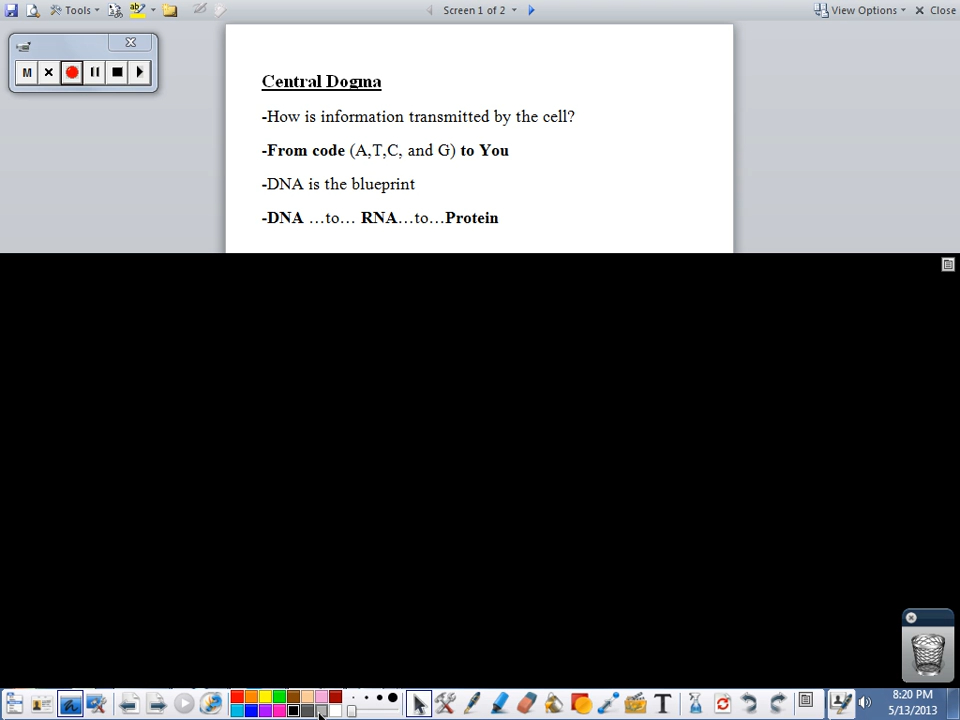 Tools
Screen 1 of 2
View Options
Close
M
Central Dogma
-How is information transmitted by the cell?
-From code (A,T,C, and G) to You
-DNA is the blueprint
-DNA …to… RNA…to…Protein
T
8:20 PM
5/13/2013